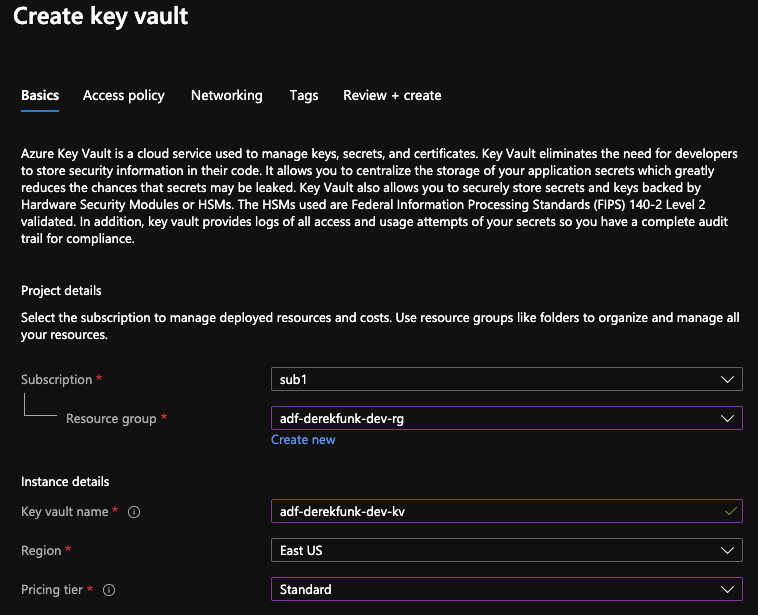 Create key vault
Basics Access policy Networking Tags Review + create
Azure Key Vault is a cloud service used to manage keys, secrets, and certificates. Key Vault eliminates the need for developers
to store security information in their code. It allows you to centralize the storage of your application secrets which greatly
reduces the chances that secrets may be leaked. Key Vault also allows you to securely store secrets and keys backed by
Hardware Security Modules or HSMs. The HSMs used are Federal Information Processing Standards (FIPS) 140-2 Level 2
validated. In addition, key vault provides logs of all access and usage attempts of your secrets so you have a complete audit
trail for compliance.
Project details
Select the subscription to manage deployed resources and costs. Use resource groups like folders to organize and manage all
your resources.
Subscription * sub1
Resource group * adf-derekfunk-dev-rg
Create new
Instance details
Key vault name * adf-derekfunk-dev-kv
Region * East US
Pricing tier * Standard